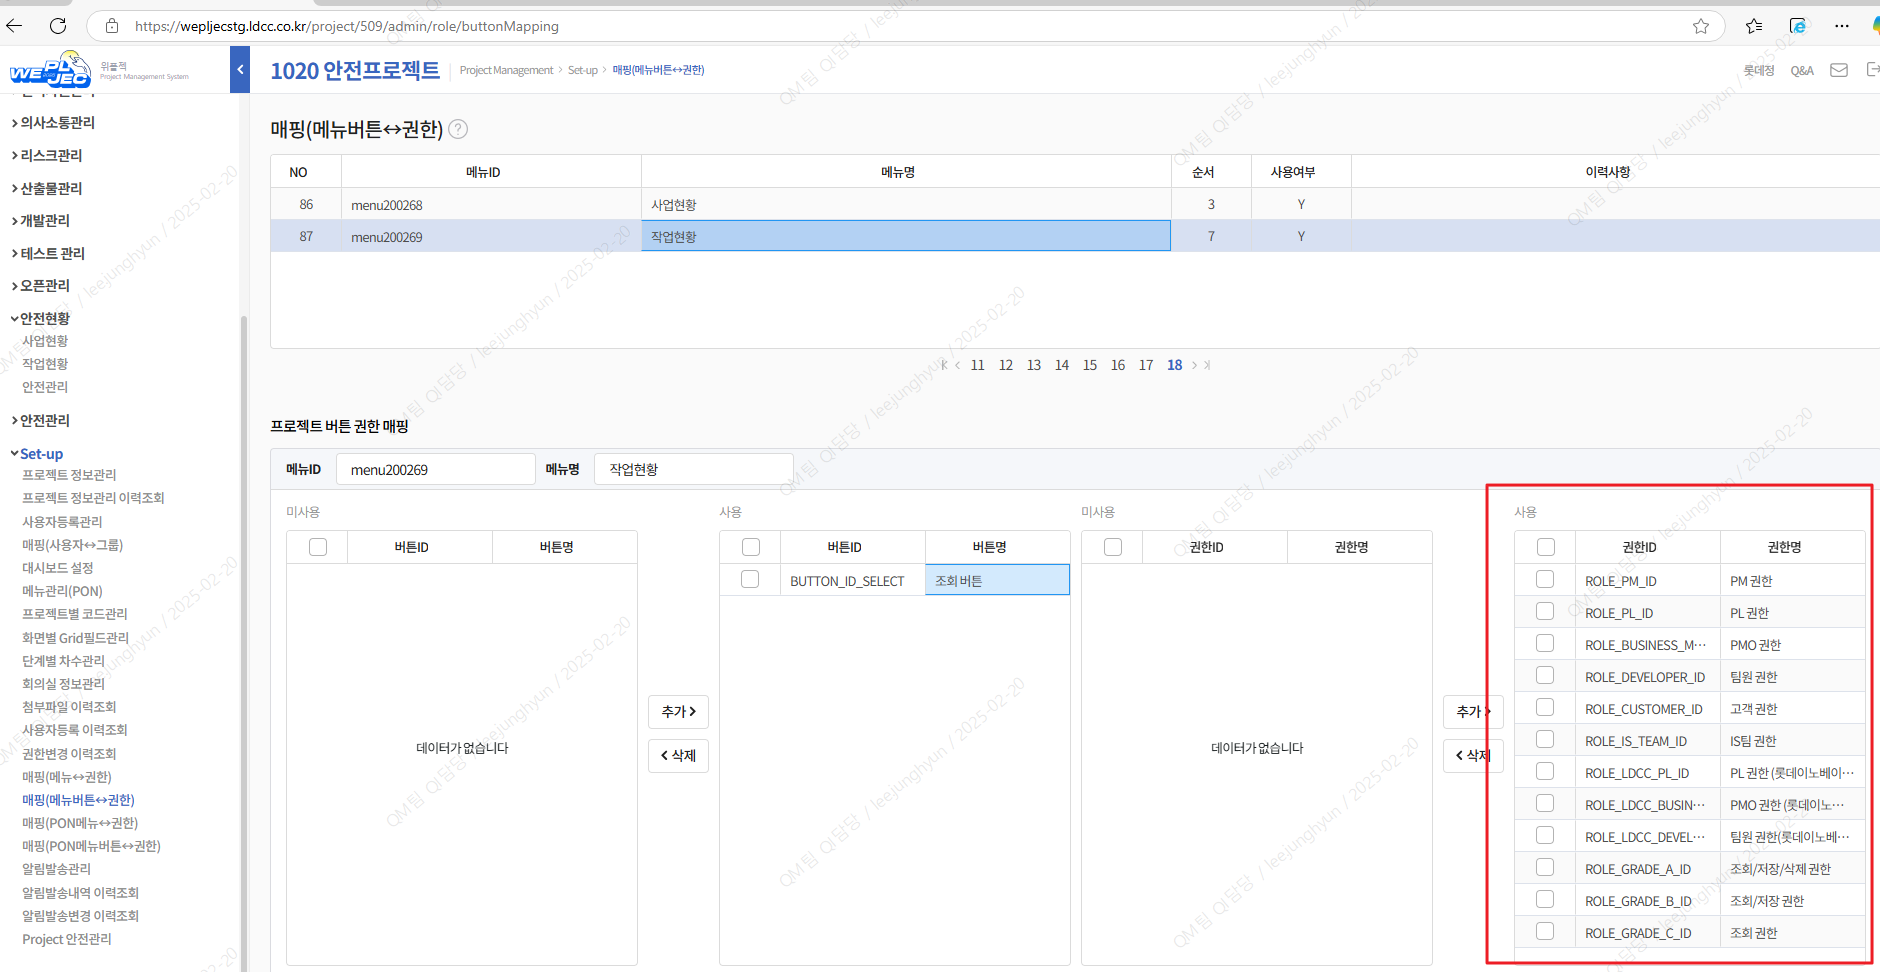 https://wepljecstg.ldcc.co.kr/project/509/admin/role/buttonMapping
WE PLJEC 위플젝
Project Management System
1020 안전프로젝트
Project Management > Set-up > 매핑(메뉴버튼↔권한)
롯데정 Q&A
의사소통관리
리스크관리
산출물관리
개발관리
테스트 관리
오픈관리
안전현황
사업현황
작업현황
안전관리
안전관리
Set-up
프로젝트 정보관리
프로젝트 정보관리 이력조회
사용자등록관리
매핑(사용자↔그룹)
대시보드 설정
메뉴관리(PON)
프로젝트별 코드관리
화면별 Grid필드관리
단계별 차수관리
회의실 정보관리
첨부파일 이력조회
사용자등록 이력조회
권한변경 이력조회
매핑(메뉴↔권한)
매핑(메뉴버튼↔권한)
매핑(PON메뉴↔권한)
매핑(PON메뉴버튼↔권한)
알림발송관리
알림발송내역 이력조회
알림발송변경 이력조회
Project 안전관리
매핑(메뉴버튼↔권한) ?
NO 메뉴ID 메뉴명 순서 사용여부 이력사항
86 menu200268 사업현황 3 Y
87 menu200269 작업현황 7 Y
11 12 13 14 15 16 17 18
프로젝트 버튼 권한 매핑
메뉴ID menu200269 메뉴명 작업현황
미사용
버튼ID 버튼명
데이터가 없습니다
추가 >
< 삭제
사용
버튼ID 버튼명
BUTTON_ID_SELECT 조회 버튼
미사용
권한ID 권한명
데이터가 없습니다
추가 >
< 삭제
사용
권한ID 권한명
ROLE_PM_ID PM 권한
ROLE_PL_ID PL 권한
ROLE_BUSINESS_M··· PMO 권한
ROLE_DEVELOPER_ID 팀원 권한
ROLE_CUSTOMER_ID 고객 권한
ROLE_IS_TEAM_ID IS팀 권한
ROLE_LDCC_PL_ID PL 권한 (롯데이노베이···
ROLE_LDCC_BUSIN··· PMO 권한 (롯데이노···
ROLE_LDCC_DEVEL··· 팀원 권한(롯데이노베···
ROLE_GRADE_A_ID 조회/저장/삭제 권한
ROLE_GRADE_B_ID 조회/저장 권한
ROLE_GRADE_C_ID 조회 권한
QM팀 QI담당 / leejunghyun / 2025-02-20